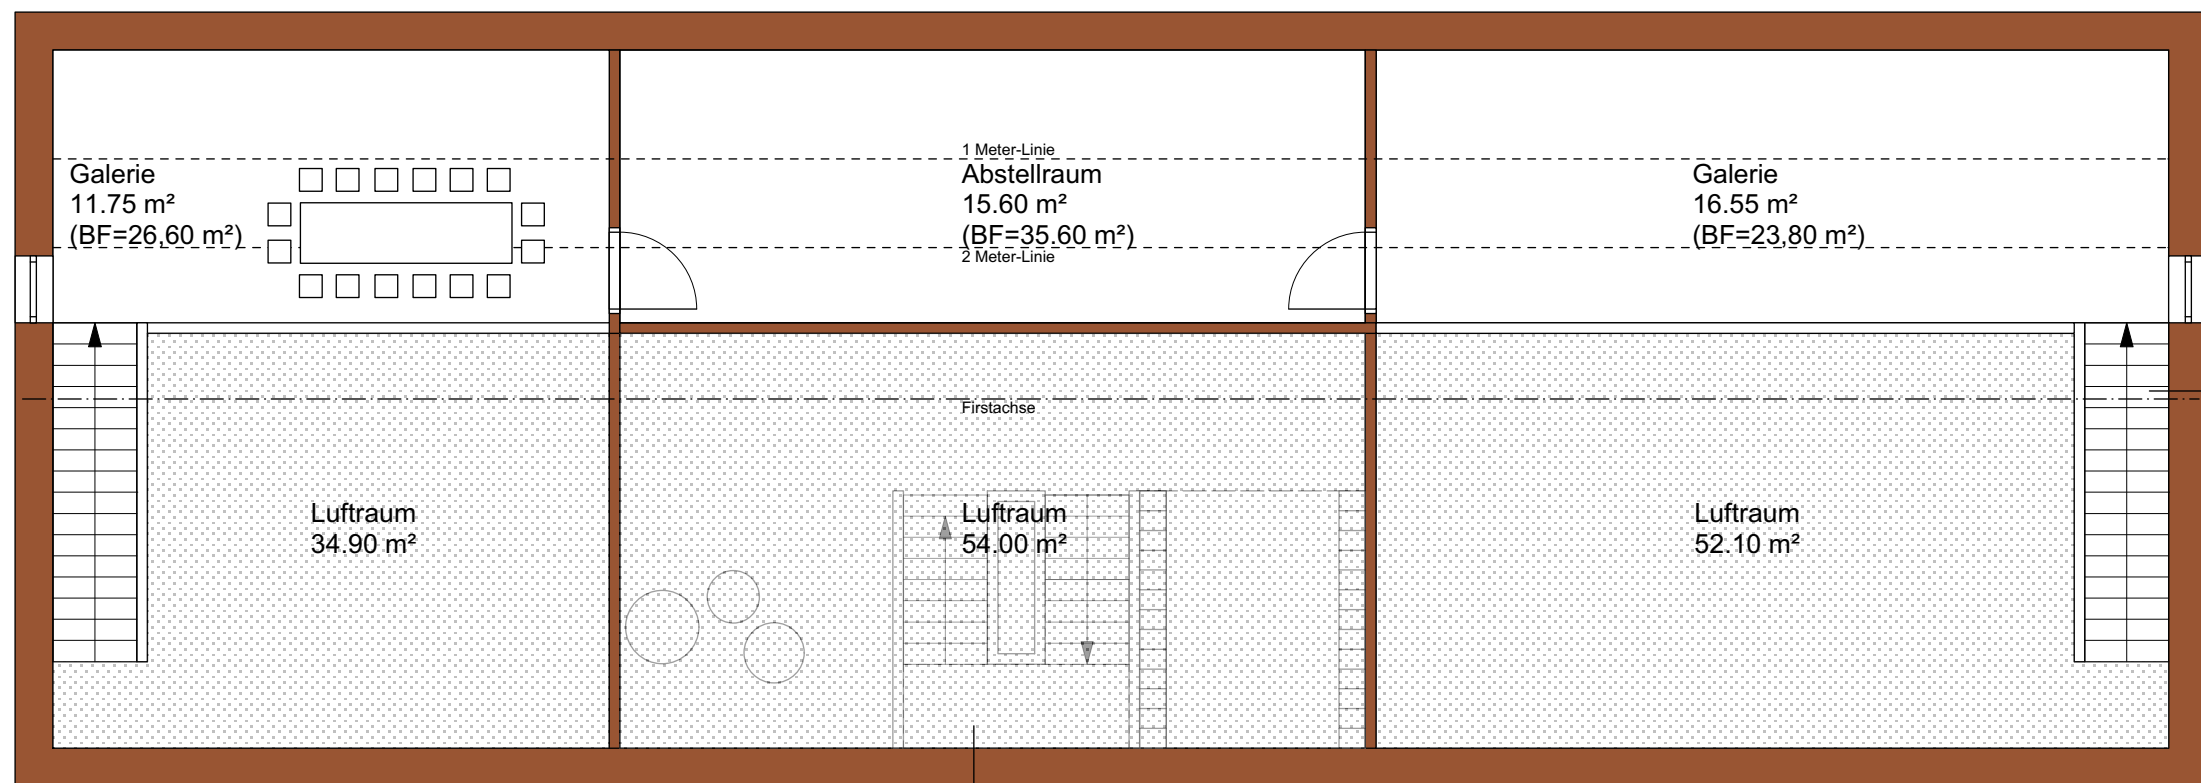 1 Meter-Linie
Galerie
11.75 m²
(BF=26,60 m²)
Abstellraum
15.60 m²
(BF=35.60 m²)
2 Meter-Linie
Galerie
16.55 m²
(BF=23,80 m²)
Firstachse
Luftraum
34.90 m²
Luftraum
54.00 m²
Luftraum
52.10 m²